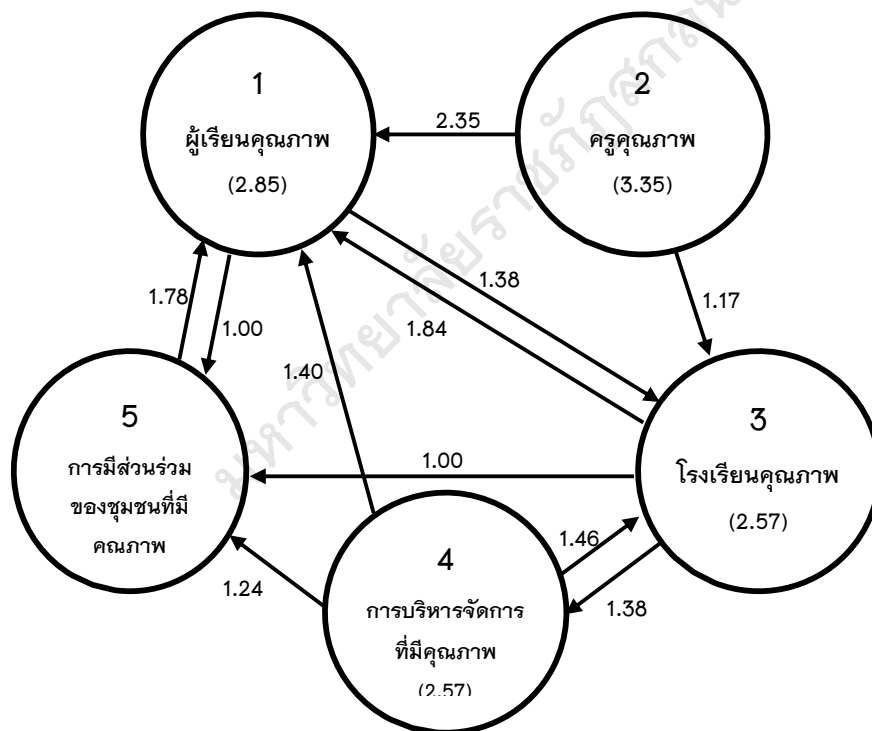 1
ผู้เรียนคุณภาพ
(2.85)
2
ครูคุณภาพ
(3.35)
2.35
1.38
1.84
1.17
1.78
1.00
1.40
5
การมีส่วนร่วม
ของชุมชนที่มี
คณภาพ
1.00
3
โรงเรียนคุณภาพ
(2.57)
1.24
4
การบริหารจัดการ
ที่มีคุณภาพ
(2.57)
1.46
1.38